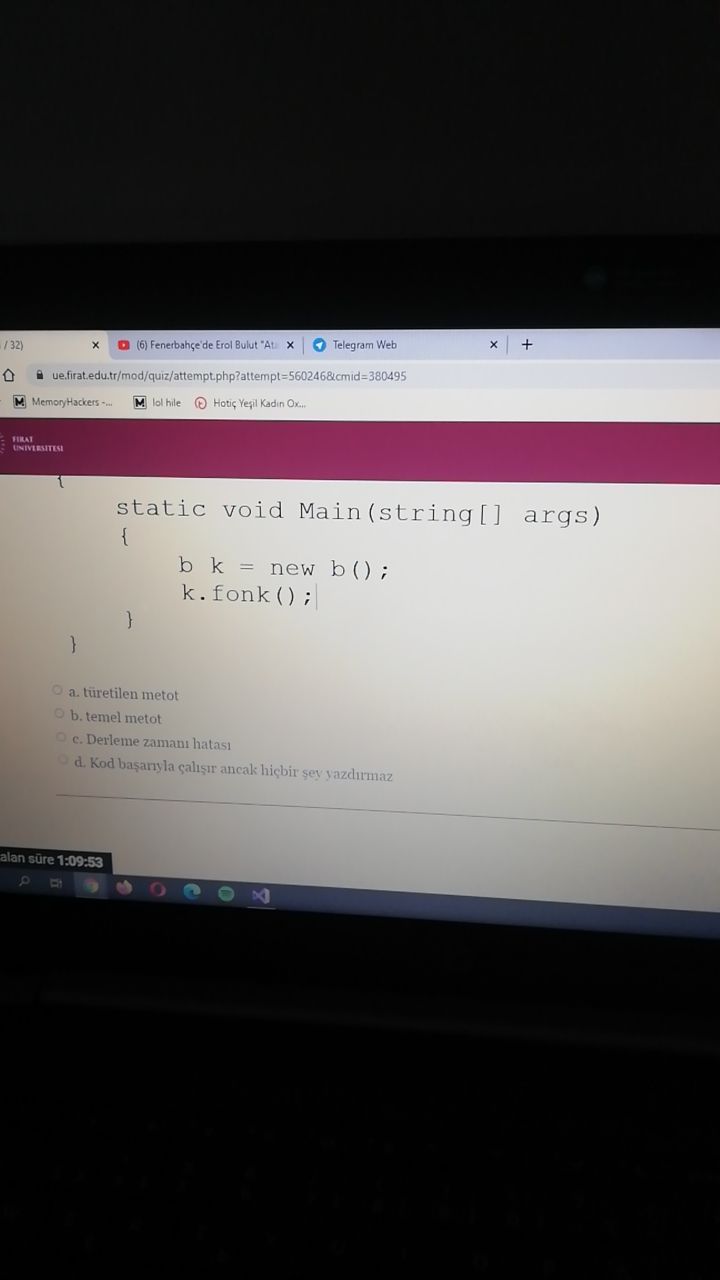 / 32)
(6) Fenerbahçe'de Erol Bulut "Ata
Telegram Web
ue.firat.edu.tr/mod/quiz/attempt.php?attempt=560246&cmid=380495
MemoryHackers -...
lol hile
Hotiç Yeşil Kadın Ox...
FIRAT
ÜNİVERSİTESİ
{
static void Main(string[] args)
{
b k = new b();
k.fonk();
}
}
a. türetilen metot
b. temel metot
c. Derleme zamanı hatası
d. Kod başarıyla çalışır ancak hiçbir şey yazdırmaz
alan süre 1:09:53